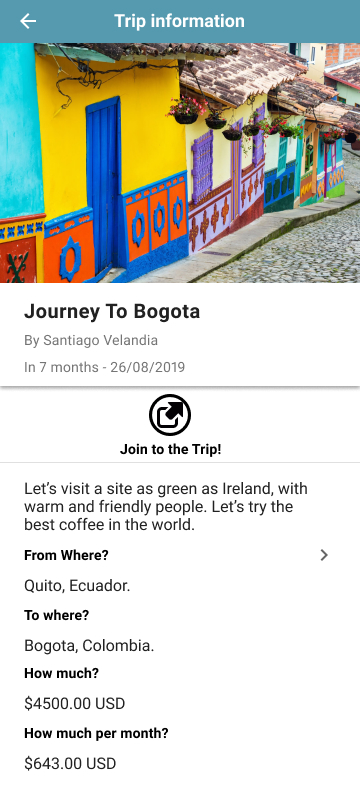 Trip information
Journey To Bogota
By Santiago Velandia
In 7 months - 26/08/2019
Join to the Trip!
Let's visit a site as green as Ireland, with
warm and friendly people. Let's try the
best coffee in the world.
From Where?
Quito, Ecuador.
To where?
Bogota, Colombia.
How much?
$4500.00 USD
How much per month?
$643.00 USD